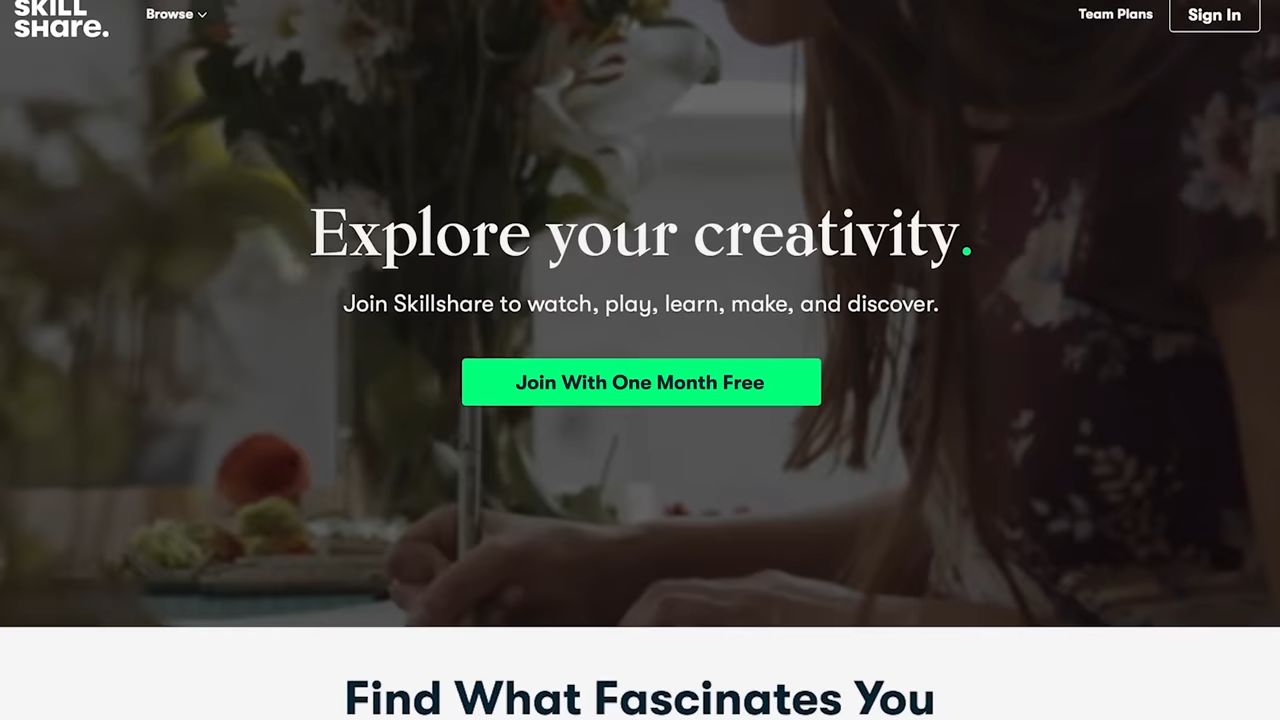 SKILL
SHare.
Browse
Team Plans
Sign In
Explore your creativity.
Join Skillshare to watch, play, learn, make, and discover.
Join With One Month Free
Find What Fascinates You